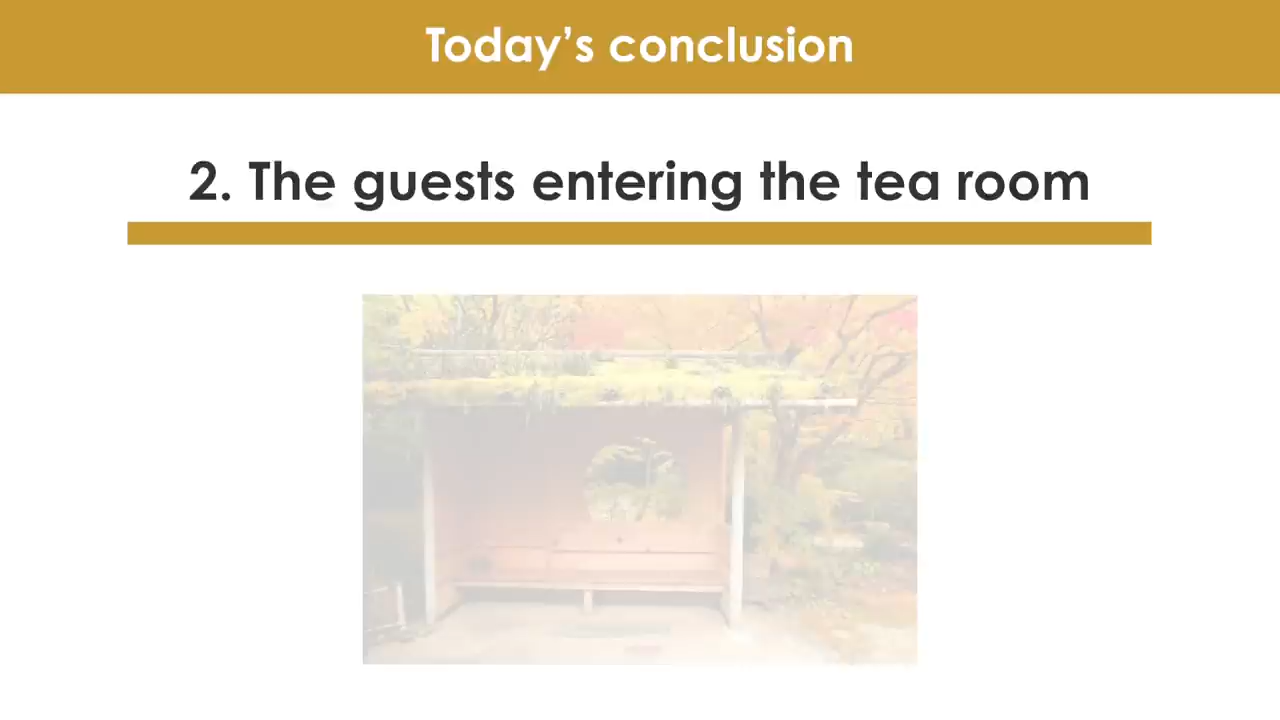 Today’s conclusion
2. The guests entering the tea room